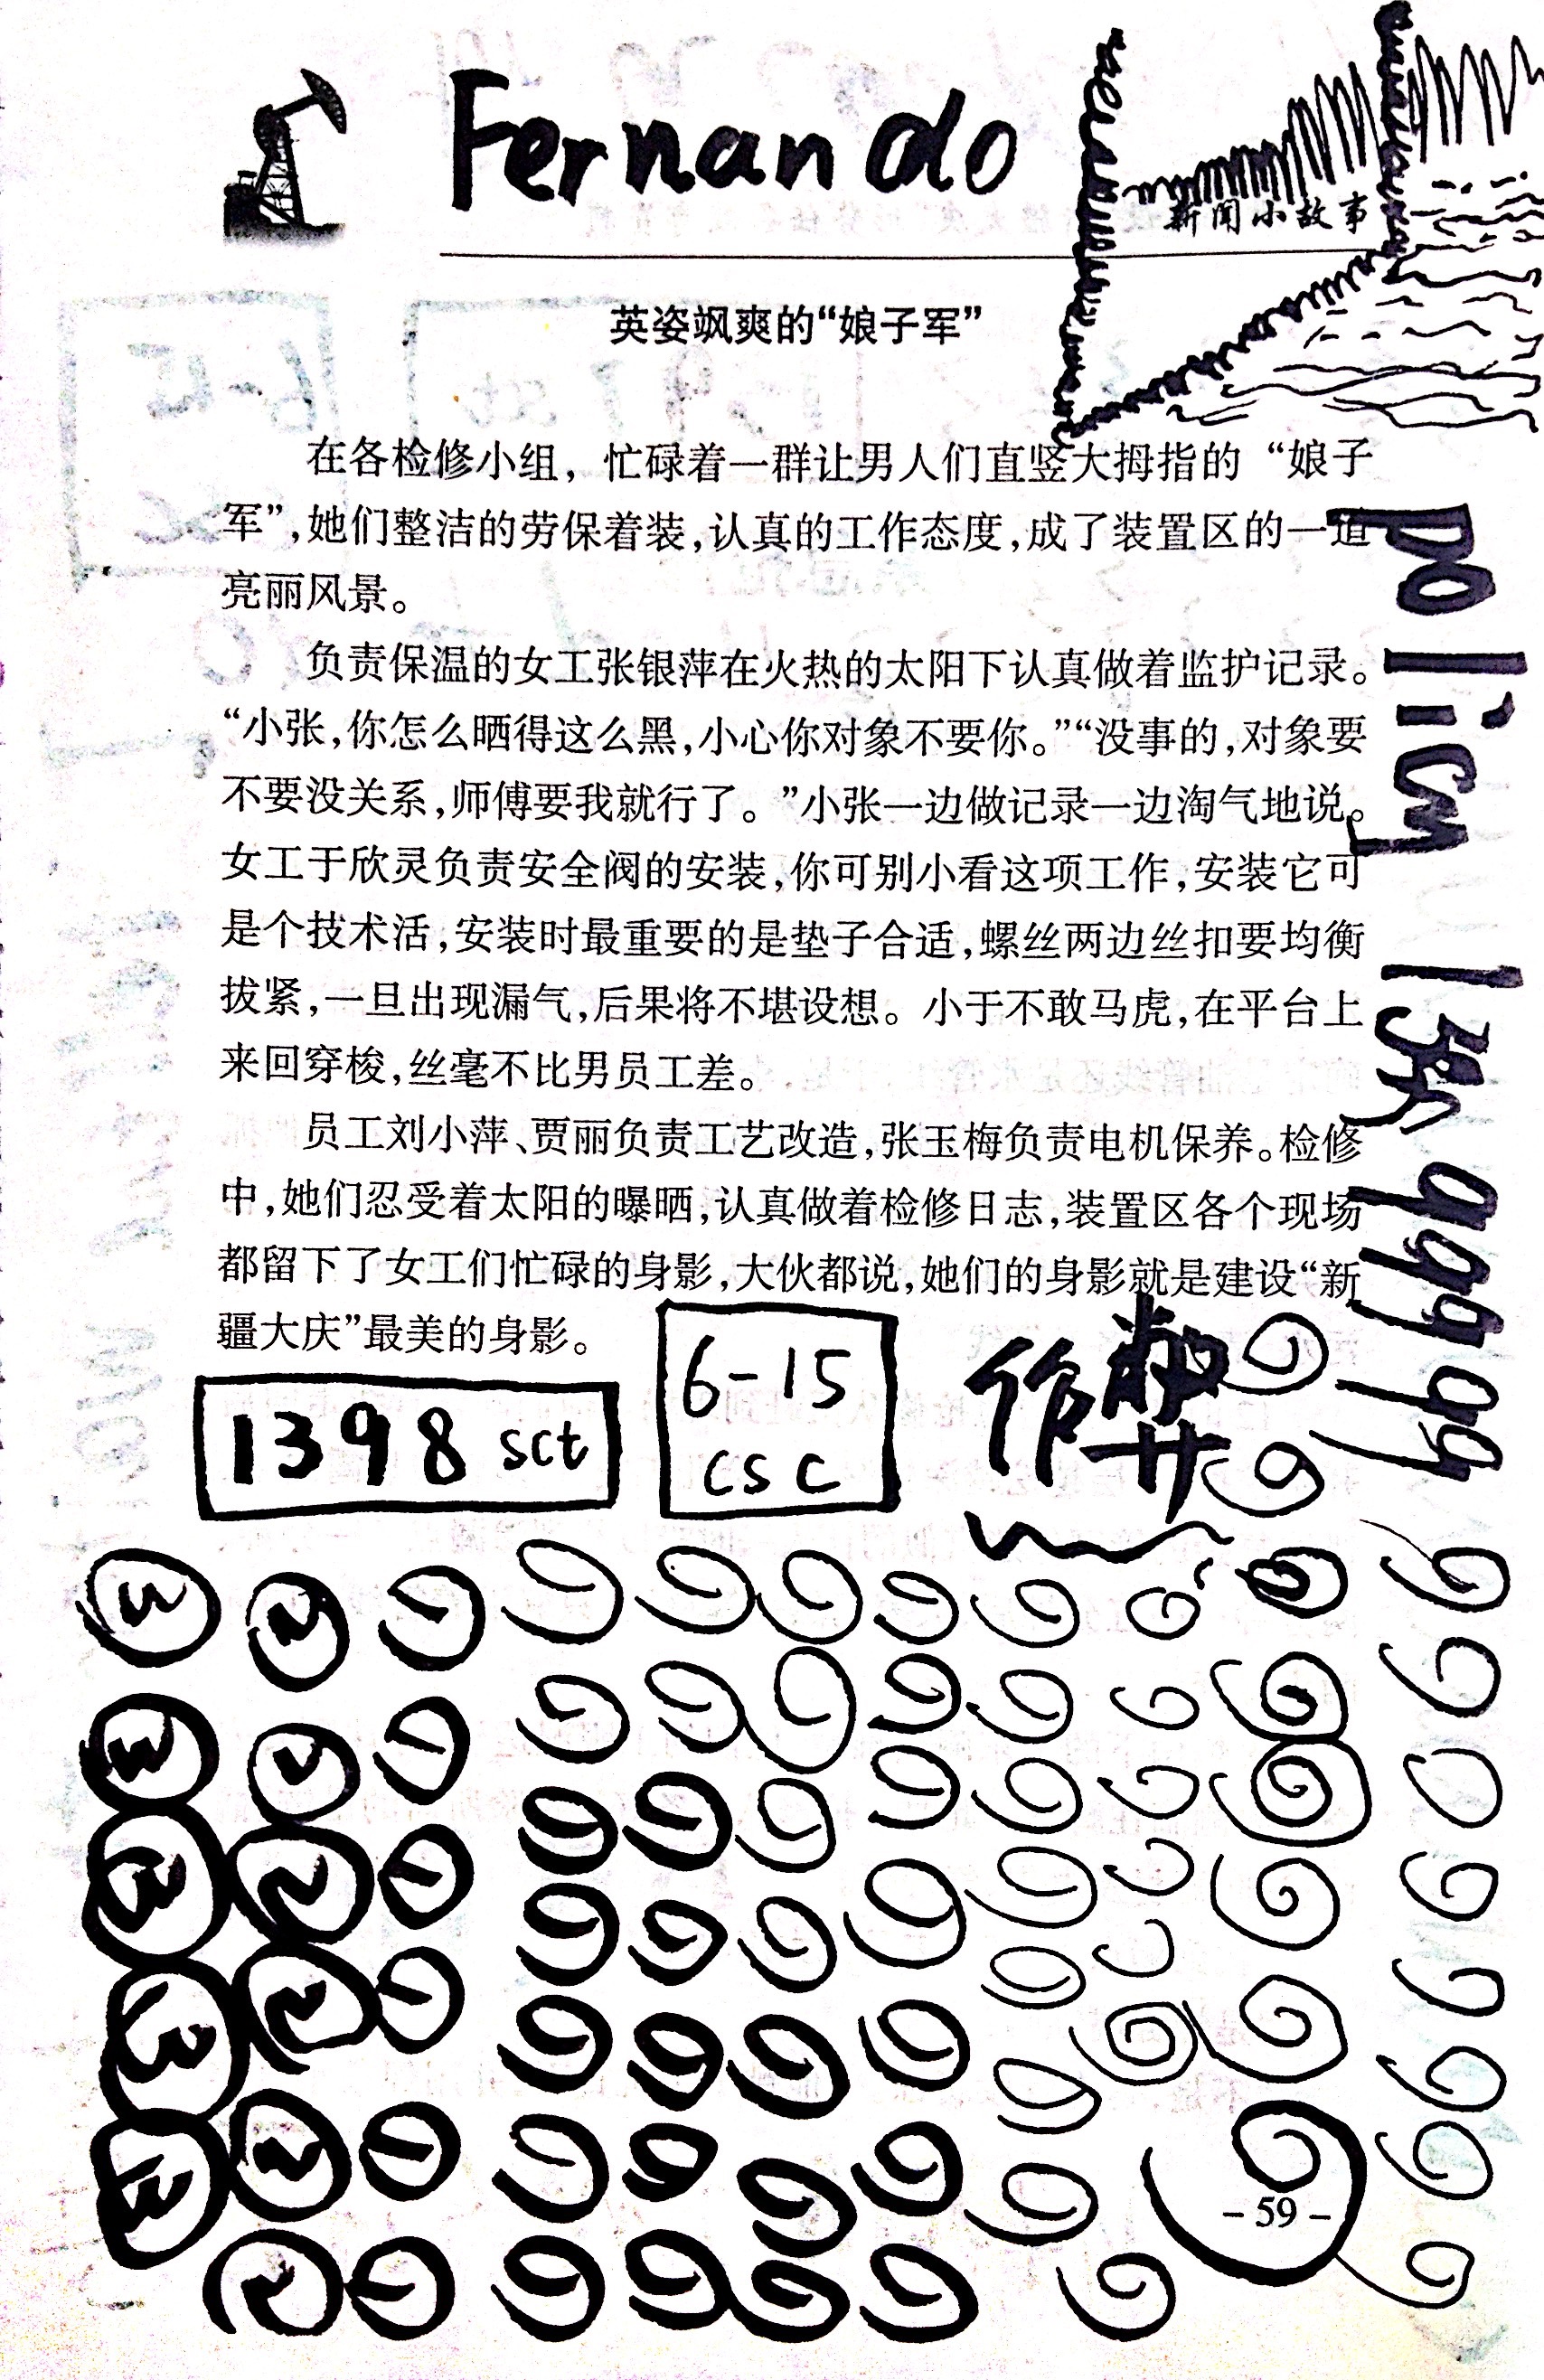 Fernando
新闻小故事
英姿飒爽的“娘子军”
在各检修小组，忙碌着一群让男人们直竖大拇指的“娘子
军”,她们整洁的劳保着装,认真的工作态度,成了装置区的一道
亮丽风景。
负责保温的女工张银萍在火热的太阳下认真做着监护记录。
“小张,你怎么晒得这么黑,小心你对象不要你。”“没事的,对象要
不要没关系,师傅要我就行了。”小张一边做记录一边淘气地说。
女工于欣灵负责安全阀的安装,你可别小看这项工作,安装它可
是个技术活,安装时最重要的是垫子合适,螺丝两边丝扣要均衡
拔紧,一旦出现漏气,后果将不堪设想。小于不敢马虎,在平台上
来回穿梭,丝毫不比男员工差。
员工刘小萍、贾丽负责工艺改造,张玉梅负责电机保养。检修
中,她们忍受着太阳的曝晒,认真做着检修日志,装置区各个现场
都留下了女工们忙碌的身影,大伙都说,她们的身影就是建设“新
疆大庆”最美的身影。
1398 sct
6-15
csc
作弊
policy
- 59 -